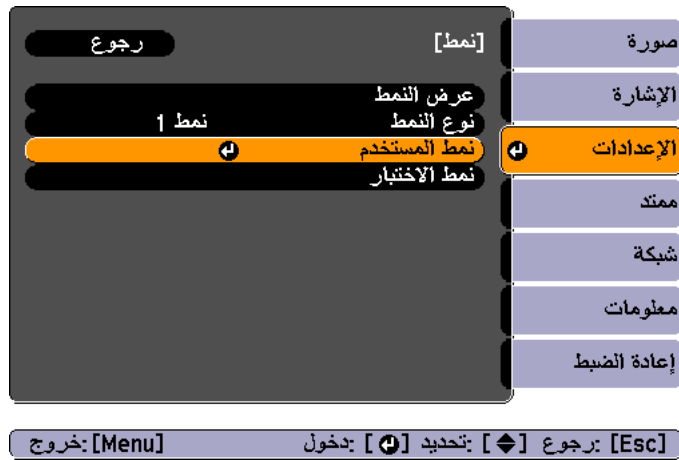 صورة
الإشارة
الإعدادات
ممتد
شبكة
معلومات
إعادة الضبط
[نمط] رجوع
عرض النمط
نوع النمط نمط 1
نمط المستخدم
نمط الاختبار
[Esc] :رجوع [ ] :تحديد [ ] :دخول [Menu] :خروج